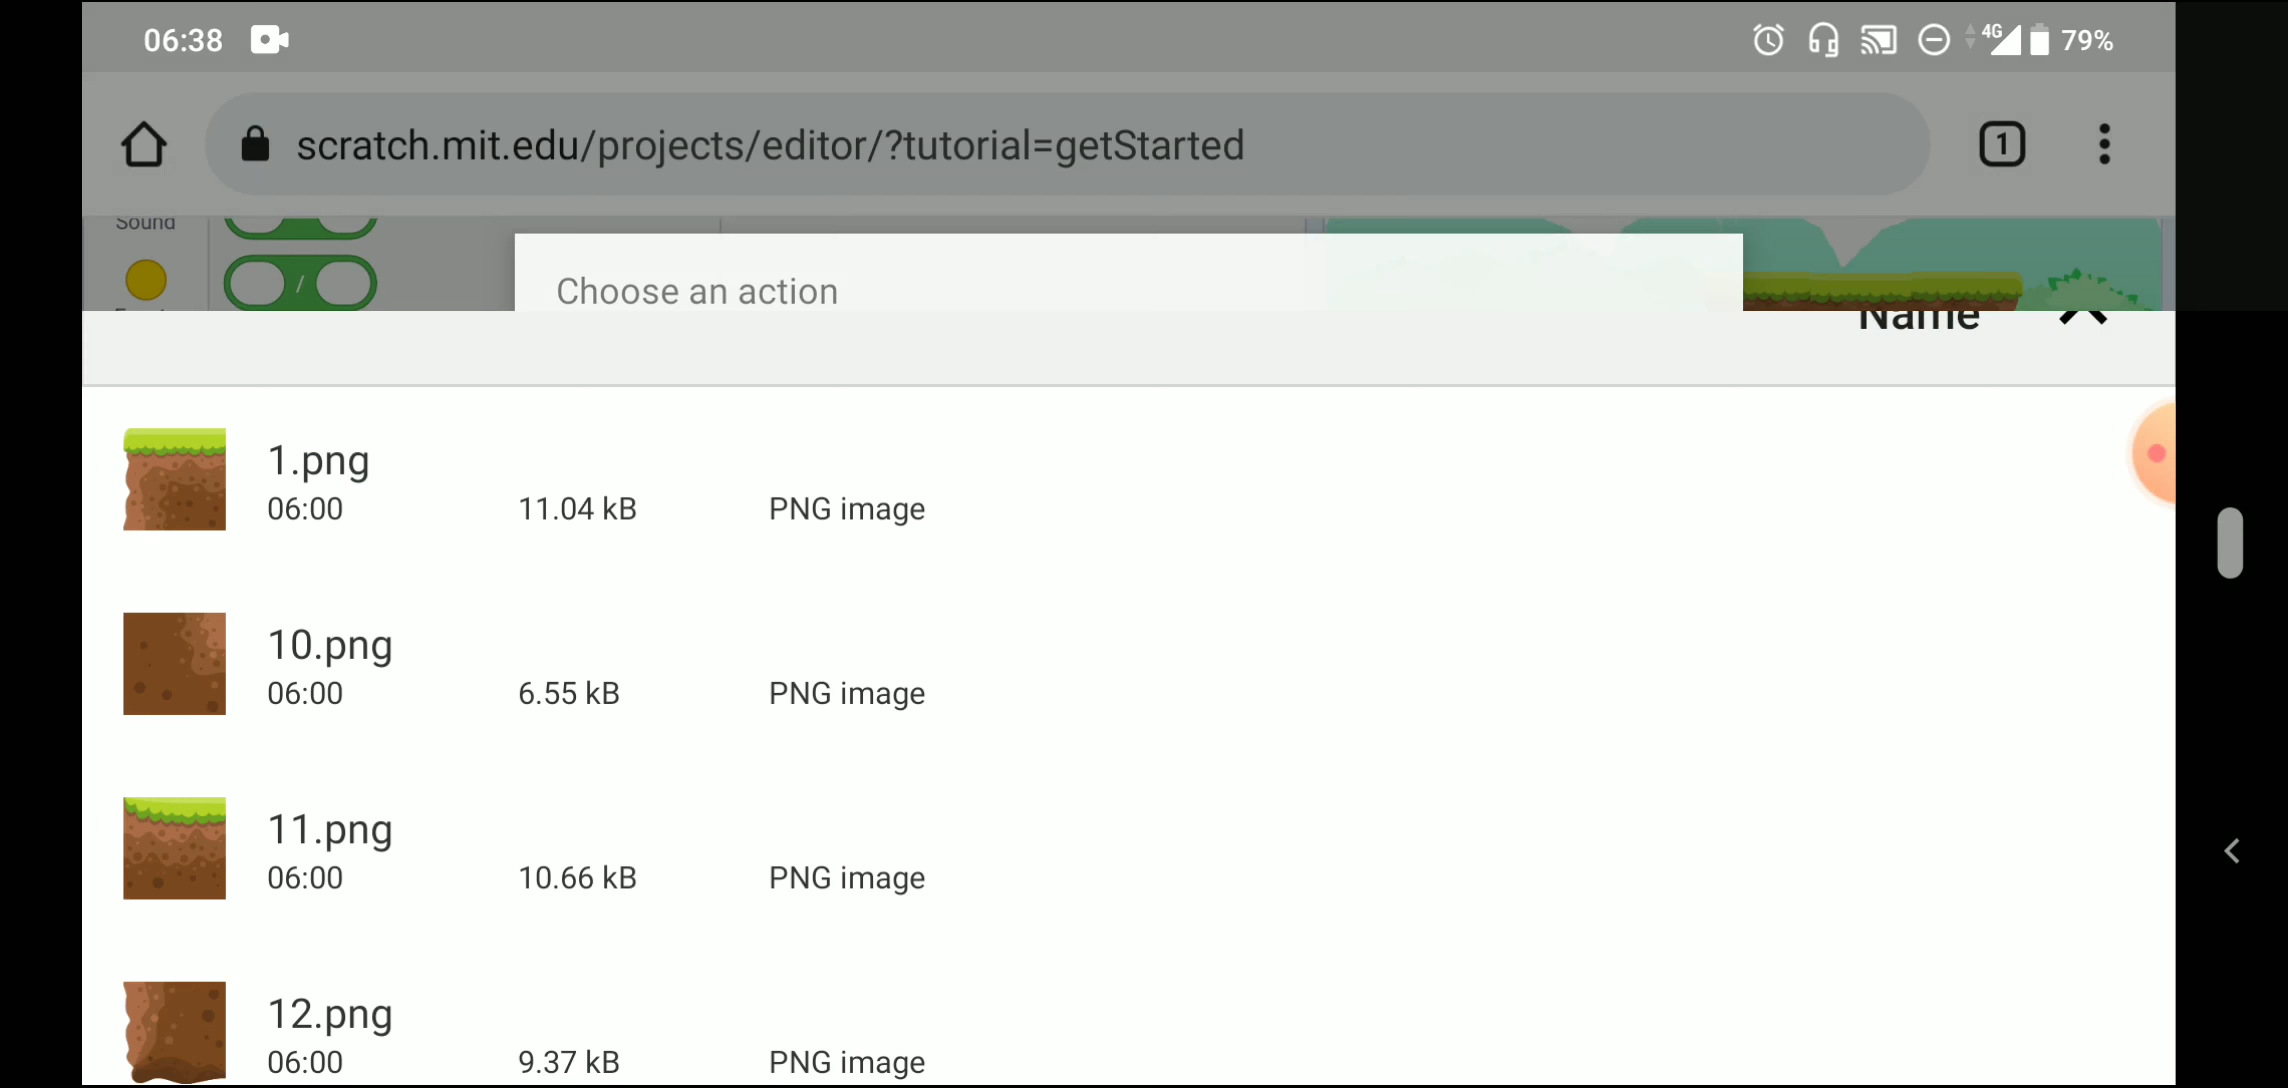 06:38
4G 79%
scratch.mit.edu/projects/editor/?tutorial=getStarted
1
Sound
/
Choose an action
Name
1.png
06:00 11.04 kB PNG image
10.png
06:00 6.55 kB PNG image
11.png
06:00 10.66 kB PNG image
12.png
06:00 9.37 kB PNG image